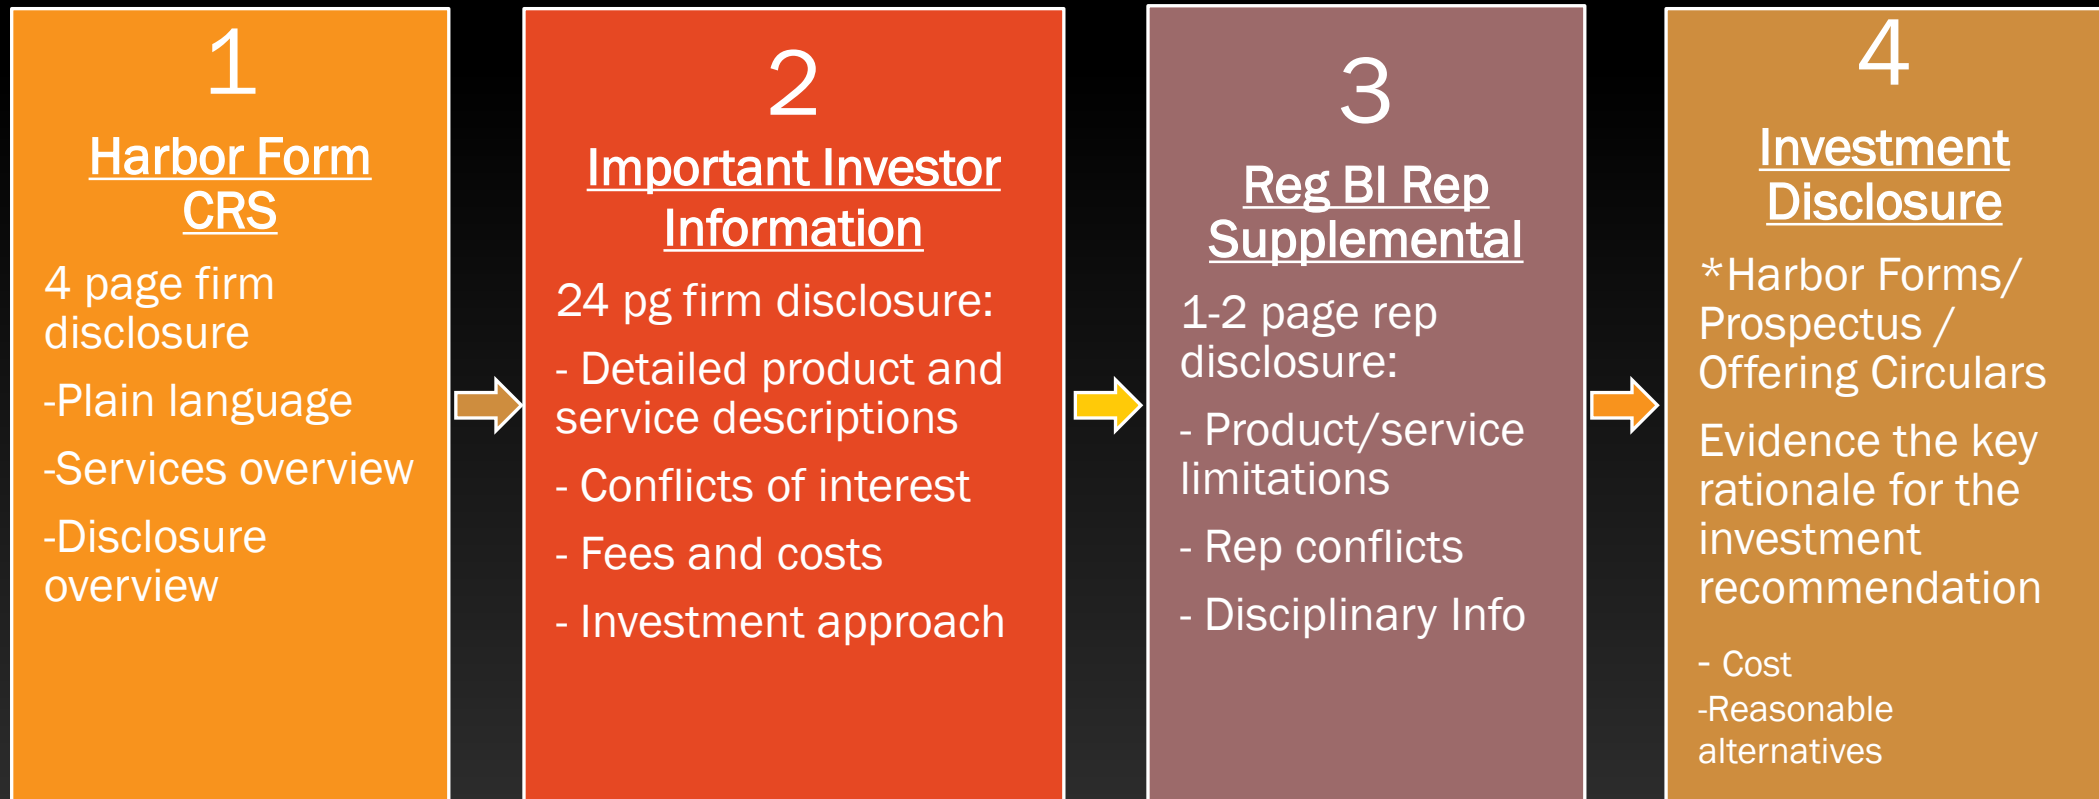 1
Harbor Form
CRS
4 page firm
disclosure
-Plain language
-Services overview
-Disclosure
overview
2
Important Investor
Information
24 pg firm disclosure:
- Detailed product and
service descriptions
- Conflicts of interest
- Fees and costs
- Investment approach
3
Reg BI Rep
Supplemental
1-2 page rep
disclosure:
- Product/service
limitations
- Rep conflicts
- Disciplinary Info
4
Investment
Disclosure
*Harbor Forms/
Prospectus /
Offering Circulars
Evidence the key
rationale for the
investment
recommendation
- Cost
-Reasonable
alternatives